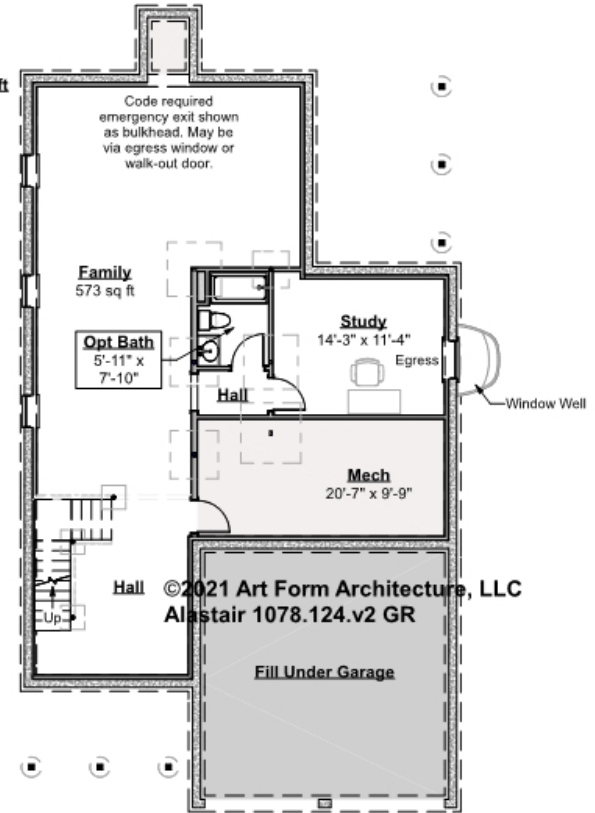 ft
Code required
emergency exit shown
as bulkhead. May be
via egress window or
walk-out door.
Family
573 sq ft
Opt Bath
5'-11" x
7'-10"
Study
14'-3" x 11'-4"
Egress
Hall
Window Well
Mech
20'-7" x 9'-9"
Hall
Up
©2021 Art Form Architecture, LLC
Alastair 1078.124.v2 GR
Fill Under Garage